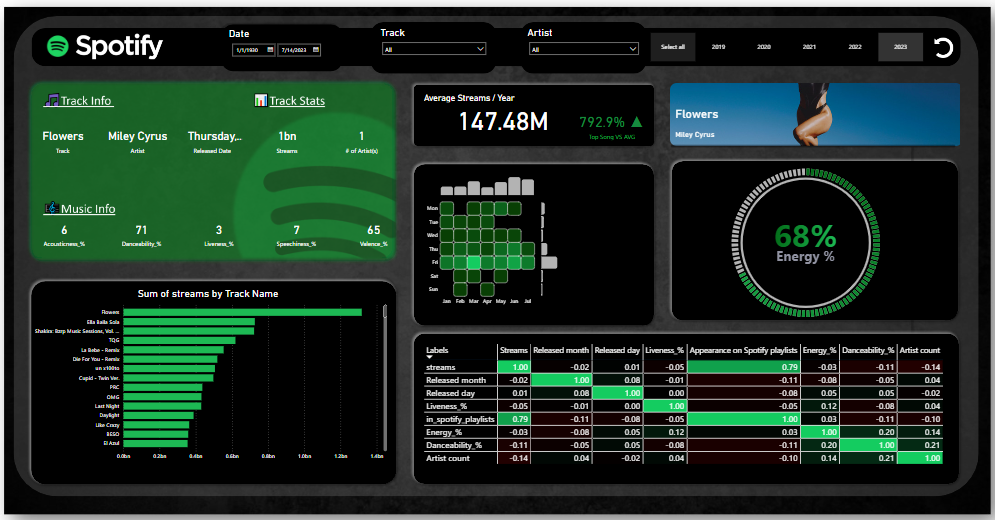 Spotify
Date
1/1/1930 7/14/2023
Track
All
Artist
All
Select all 2019 2020 2021 2022 2023
Track Info
Track Stats
Flowers Miley Cyrus Thursday,.. 1bn 1
Track Artist Released Date Streams # of Artist(s)
Music Info
6 71 3 7 65
Acousticness_% Danceability_% Liveness_% Speechiness_% Valence_%
Average Streams / Year
147.48M
792.9%
Top Song VS AVG
Flowers
Miley Cyrus
Mon
Tue
Wed
Thu
Fri
Sat
Sun
Jan Feb Mar Apr May Jun Jul
68%
Energy %
Sum of streams by Track Name
Flowers
Ella Baila Sola
Shakira: Bzrp Music Sessions, Vol. ...
TQG
La Bebe - Remix
Die For You - Remix
un x100to
Cupid - Twin Ver.
PRC
OMG
Last Night
Daylight
Like Crazy
BESO
El Azul
0.0bn 0.2bn 0.4bn 0.6bn 0.8bn 1.0bn 1.2bn 1.4bn
Labels Streams Released month Released day Liveness_% Appearance on Spotify playlists Energy_% Danceability_% Artist count
streams 1.00 -0.02 0.01 -0.05 0.79 -0.03 -0.11 -0.14
Released month -0.02 1.00 0.08 -0.01 -0.11 -0.08 -0.05 0.04
Released day 0.01 0.08 1.00 0.00 -0.08 -0.05 0.05 -0.02
Liveness_% -0.05 -0.01 0.00 1.00 -0.05 0.12 -0.08 0.04
in_spotify_playlists 0.79 -0.11 -0.08 -0.05 1.00 0.03 -0.11 -0.10
Energy_% -0.03 -0.08 -0.05 0.12 0.03 1.00 0.20 0.14
Danceability_% -0.11 -0.05 0.05 -0.08 -0.11 0.20 1.00 0.21
Artist count -0.14 0.04 -0.02 0.04 -0.10 0.14 0.21 1.00